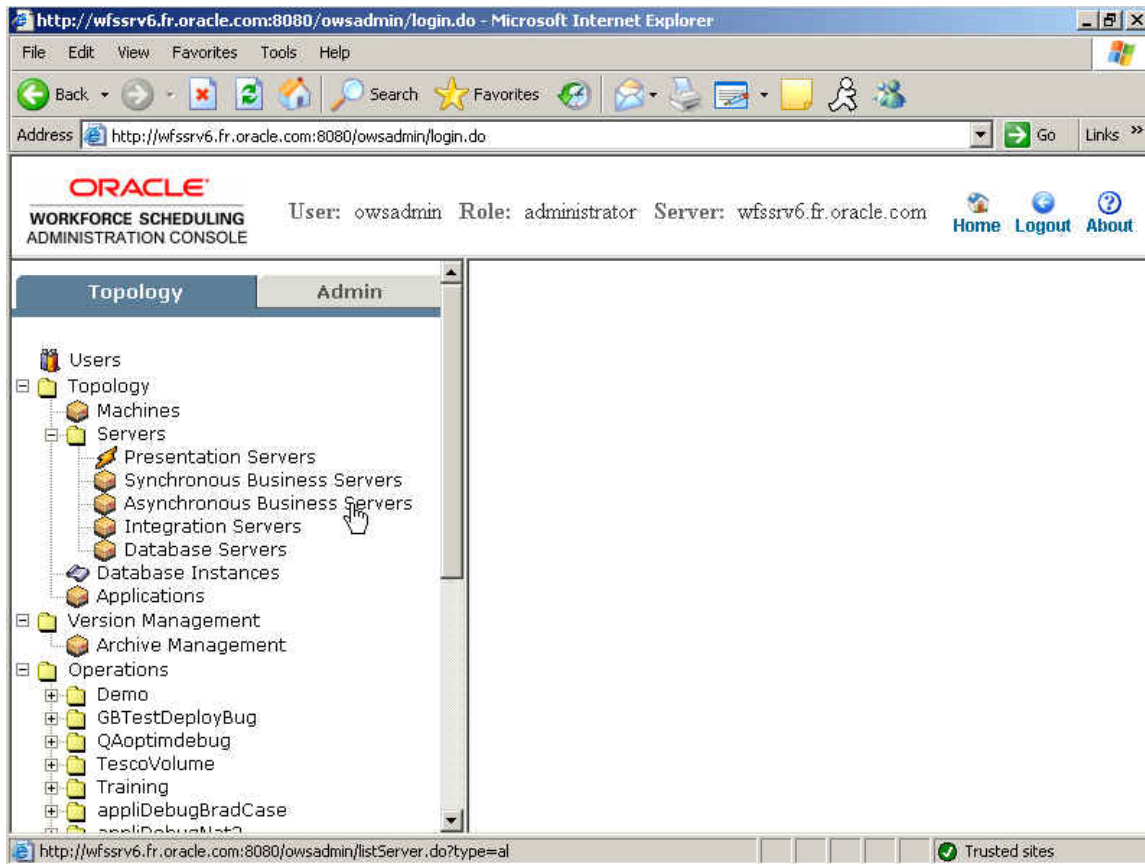 http://wfssrv6.fr.oracle.com:8080/owsadmin/login.do - Microsoft Internet Explorer
File Edit View Favorites Tools Help
Back Search Favorites
Address http://wfssrv6.fr.oracle.com:8080/owsadmin/login.do Go Links »
ORACLE
WORKFORCE SCHEDULING
ADMINISTRATION CONSOLE
User: owsadmin Role: administrator Server: wfssrv6.fr.oracle.com
Home Logout About
Topology Admin
Users
Topology
Machines
Servers
Presentation Servers
Synchronous Business Servers
Asynchronous Business Servers
Integration Servers
Database Servers
Database Instances
Applications
Version Management
Archive Management
Operations
Demo
GBTestDeployBug
QAoptimdebug
TescoVolume
Training
appliDebugBradCase
http://wfssrv6.fr.oracle.com:8080/owsadmin/listServer.do?type=al Trusted sites